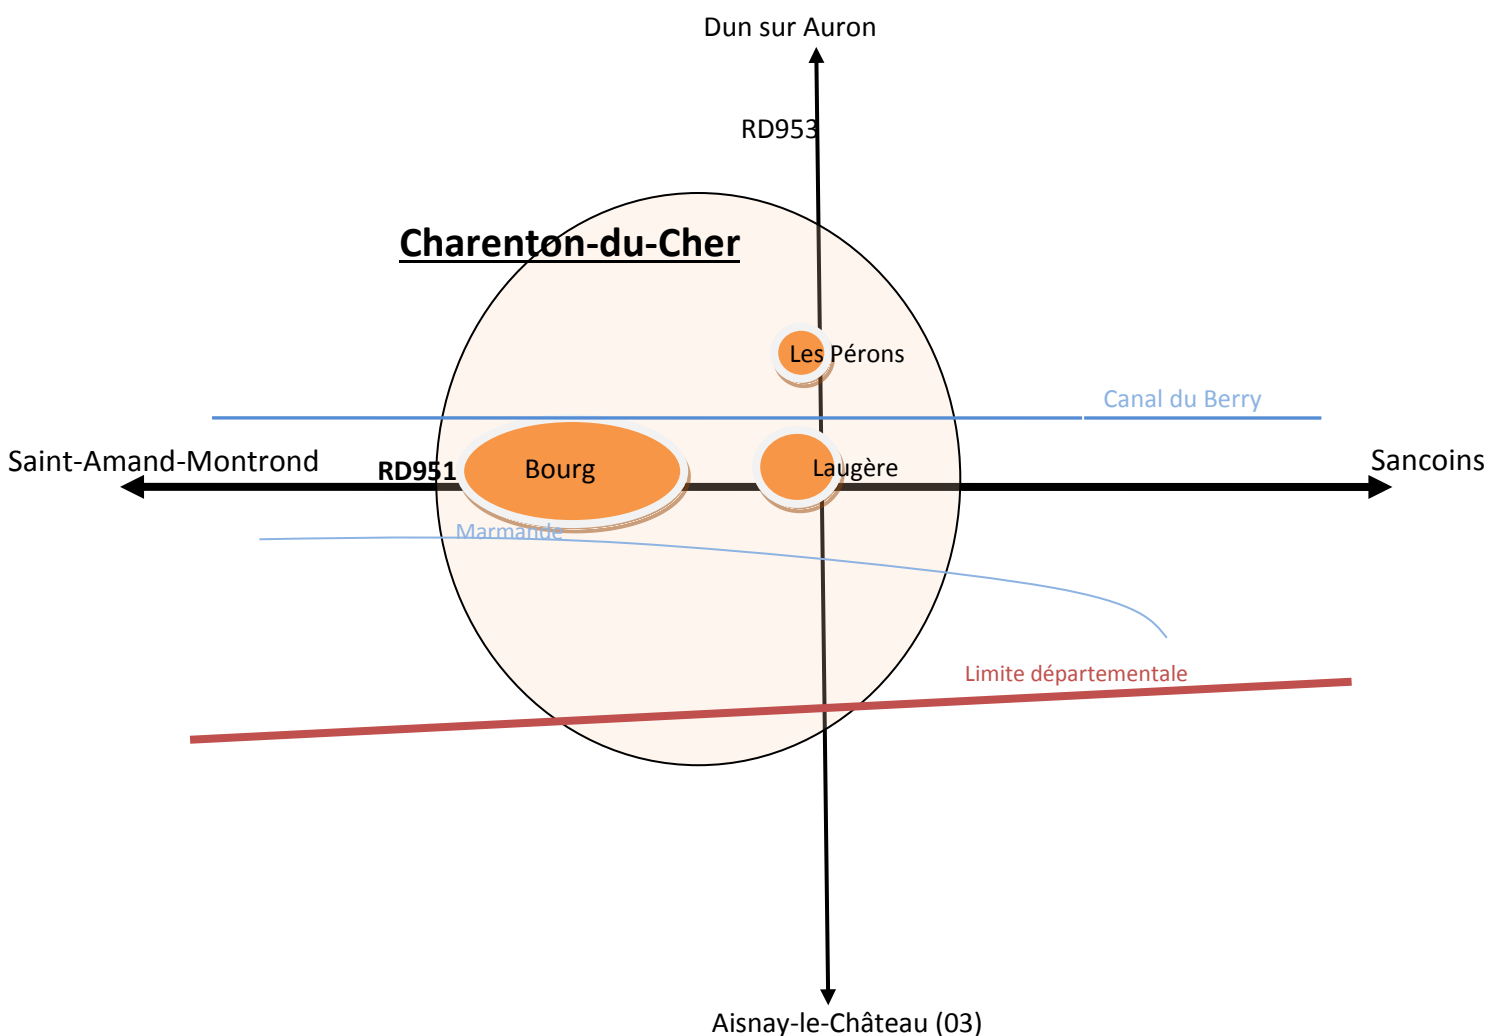 Dun sur Auron
RD953
Charenton-du-Cher
Les Pérons
Canal du Berry
Saint-Amand-Montrond
RD951
Bourg
Laugère
Sancoins
Marmande
Limite départementale
Aisnay-le-Château (03)